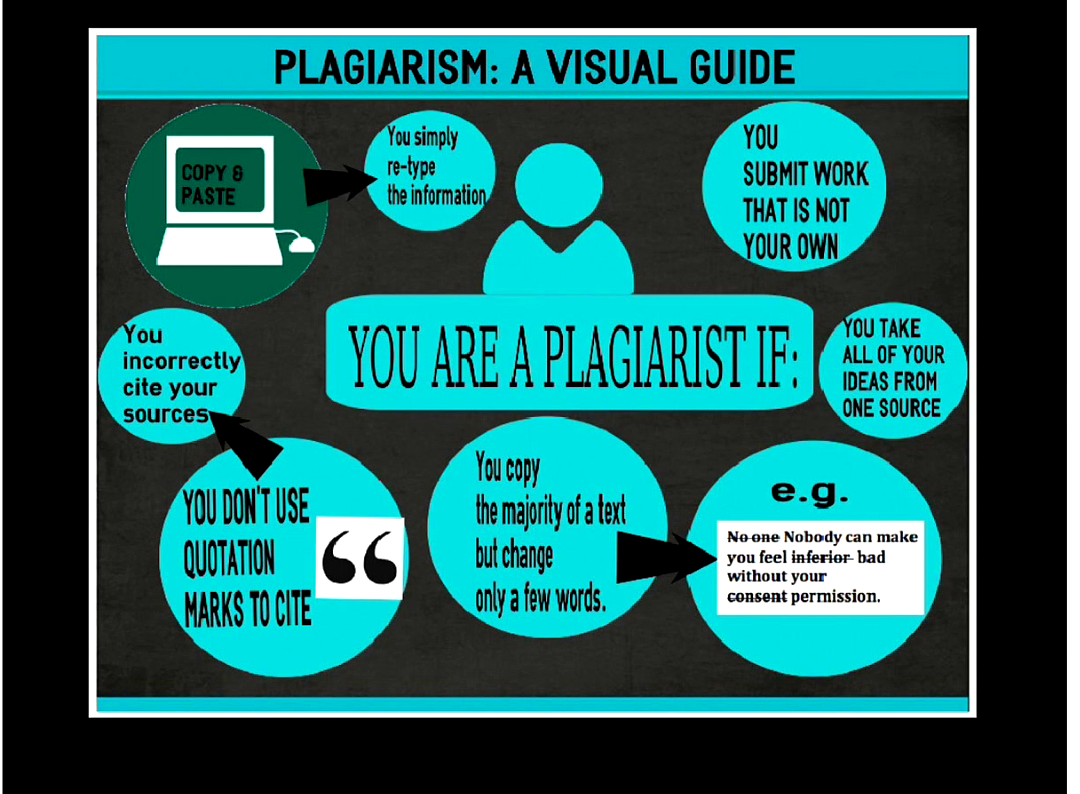 PLAGIARISM: A VISUAL GUIDE
COPY &
PASTE
You simply
re-type
the information
YOU
SUBMIT WORK
THAT IS NOT
YOUR OWN
YOU ARE A PLAGIARIST IF:
You
incorrectly
cite your
sources
YOU TAKE
ALL OF YOUR
IDEAS FROM
ONE SOURCE
YOU DON'T USE
QUOTATION
MARKS TO CITE
“
You copy
the majority of a text
but change
only a few words.
e.g.
No one Nobody can make
you feel inferior bad
without your
consent permission.